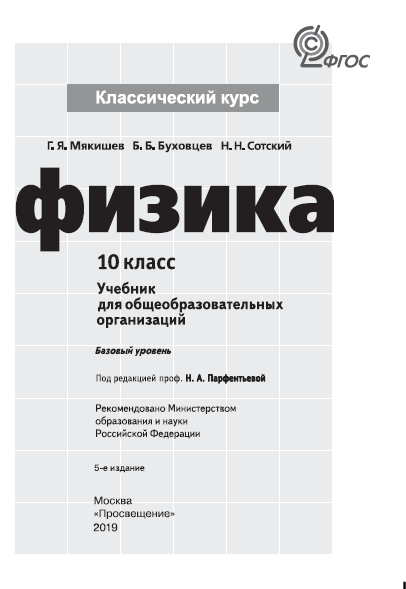 ФГОС
Классический курс
Г. Я. Мякишев Б. Б. Буховцев Н. Н. Сотский
физика
10 класс
Учебник
для общеобразовательных
организаций
Базовый уровень
Под редакцией проф. Н. А. Парфентьевой
Рекомендовано Министерством
образования и науки
Российской Федерации
5-е издание
Москва
«Просвещение»
2019